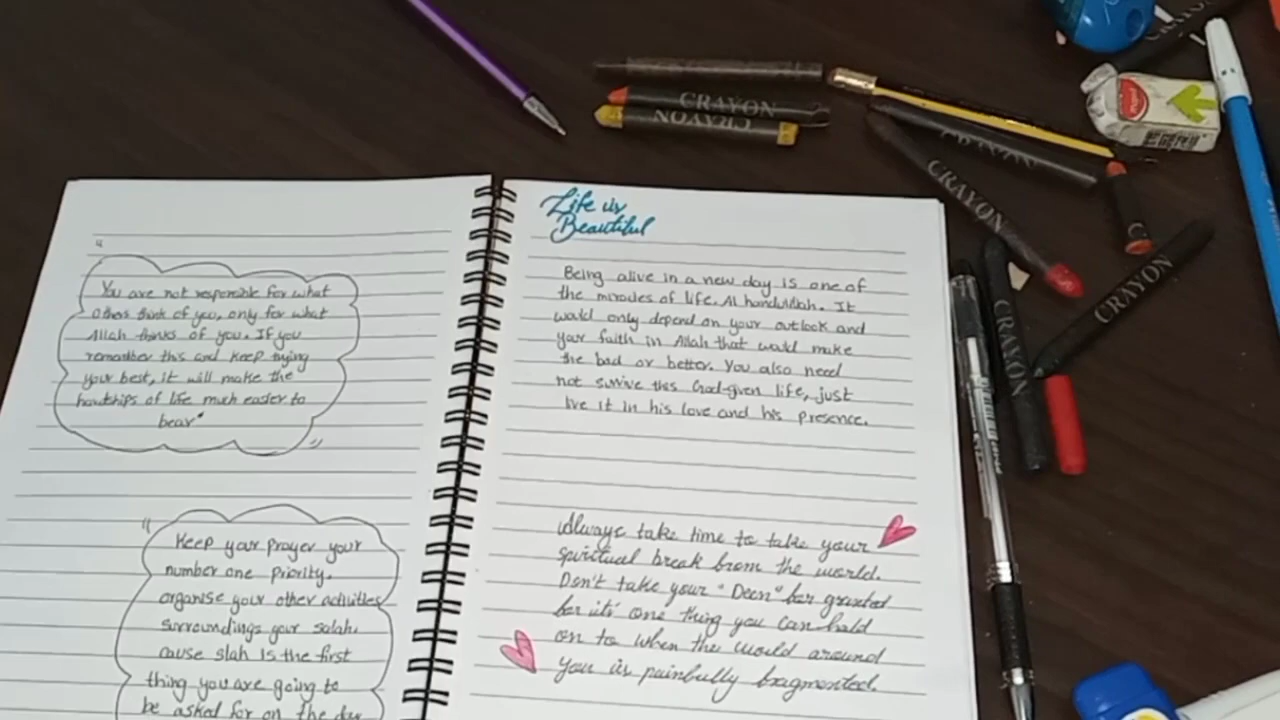 You are not responsible for what
others think of you, only for what
Allah thinks of you. If you
remember this and keep trying
your best, it will make the
hardships of life much easier to
bear"
Keep your prayer your
number one priority.
organise your other activities
surroundings your salah.
cause slah is the first
thing you are going to
be asked for on the day
Life is
Beautiful
Being alive in a new day is one of
the miracles of life. Al hamdulillah. It
would only depend on your outlook and
your faith in Allah that would make
the bad or better. You also need
not survive this God-given life, just
live it in his love and his presence.
Always take time to take your
spiritual break from the world.
Don't take your "Deen" for granted
for its' one thing you can hold
on to when the world around
you is painfully fragmented.
CRAYON
CRAYON
CRAYON
CRAYON
CRAYON
CRAYON